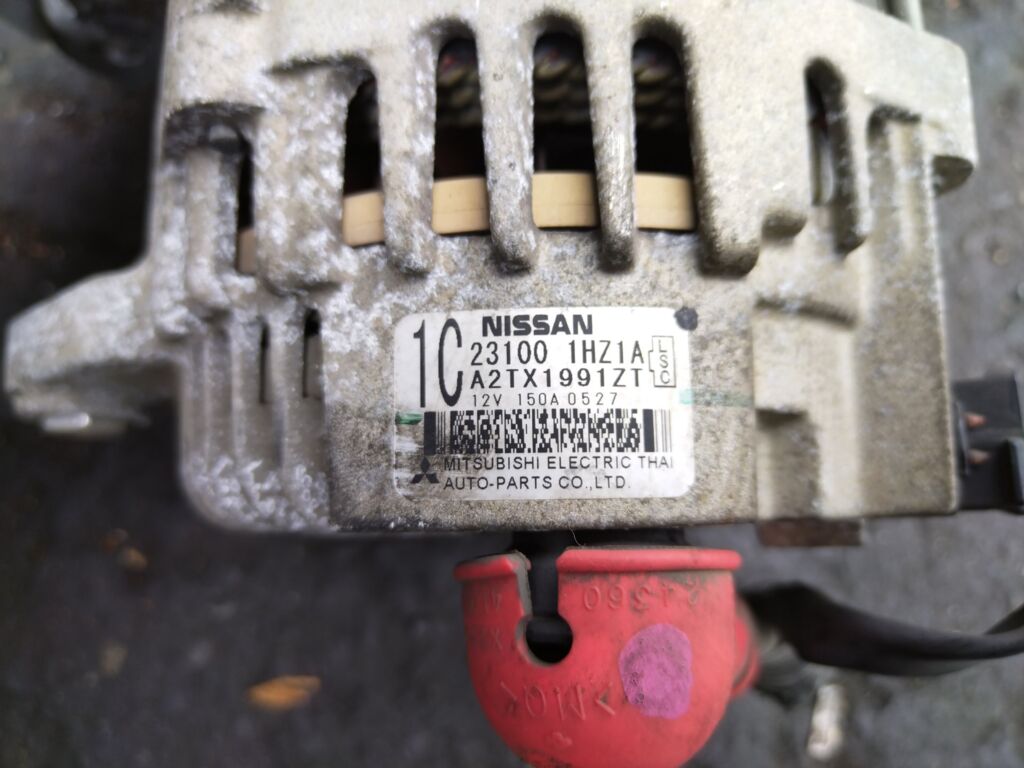 1C
NISSAN
23100 1HZ1A
A2TX1991ZT
LSC
12V 150A 0527
MITSUBISHI ELECTRIC THAI
AUTO-PARTS CO.,LTD.